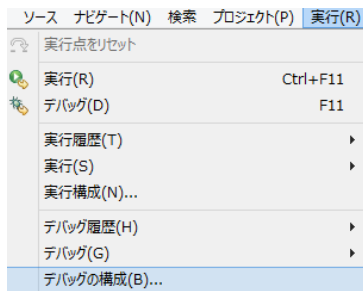 ソース ナビゲート(N) 検索 プロジェクト(P) 実行(R)
実行点をリセット
実行(R) Ctrl+F11
デバッグ(D) F11
実行履歴(T)
実行(S)
実行構成(N)...
デバッグ履歴(H)
デバッグ(G)
デバッグの構成(B)...